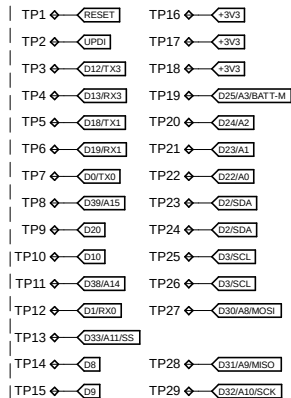 TP1 RESET
TP2 UPDI
TP3 D12/TX3
TP4 D13/RX3
TP5 D18/TX1
TP6 D19/RX1
TP7 D0/TX0
TP8 D39/A15
TP9 D20
TP10 D10
TP11 D38/A14
TP12 D1/RX0
TP13 D33/A11/SS
TP14 D8
TP15 D9
TP16 +3V3
TP17 +3V3
TP18 +3V3
TP19 D25/A3/BATT-M
TP20 D24/A2
TP21 D23/A1
TP22 D22/A0
TP23 D2/SDA
TP24 D2/SDA
TP25 D3/SCL
TP26 D3/SCL
TP27 D30/A8/MOSI
TP28 D31/A9/MISO
TP29 D32/A10/SCK